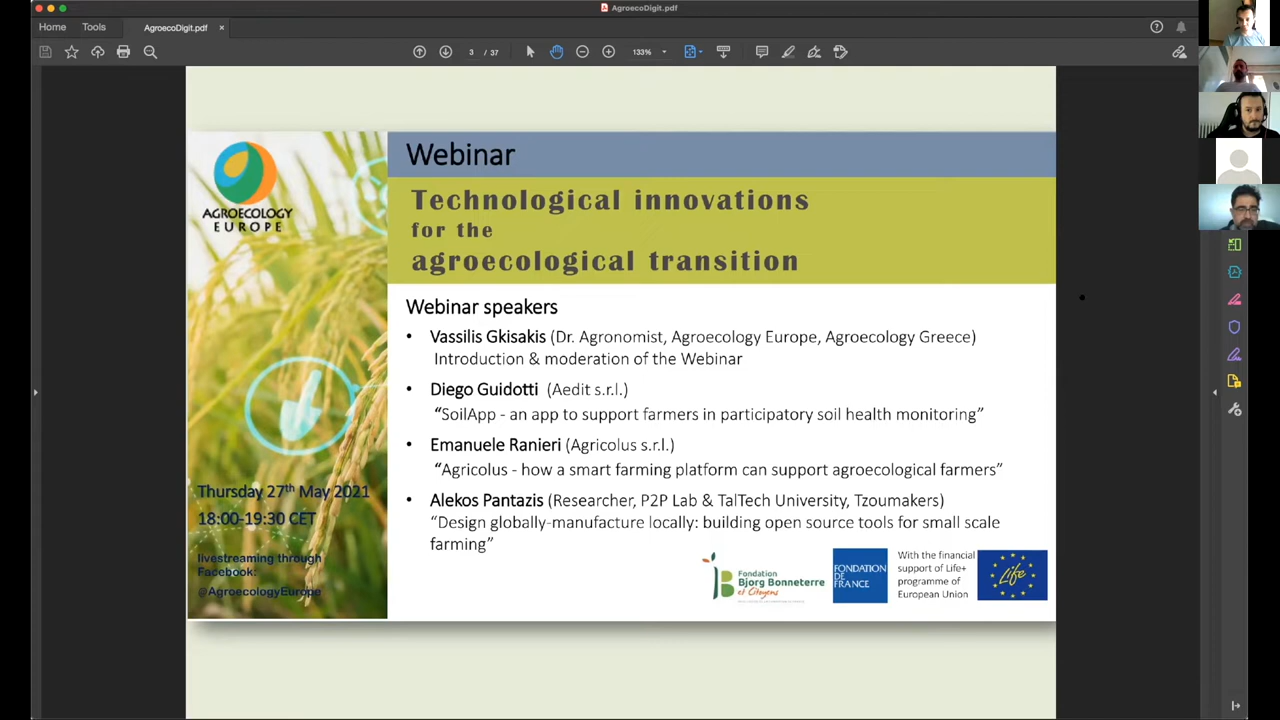 AgroecoDigit.pdf
Home
Tools
AgroecoDigit.pdf
×
3 / 37
133%
AGROECOLOGY
EUROPE
Webinar
Technological innovations
for the
agroecological transition
Webinar speakers
• Vassilis Gkisakis (Dr. Agronomist, Agroecology Europe, Agroecology Greece)
Introduction & moderation of the Webinar
• Diego Guidotti (Aedit s.r.l.)
“SoilApp - an app to support farmers in participatory soil health monitoring”
• Emanuele Ranieri (Agricolus s.r.l.)
“Agricolus - how a smart farming platform can support agroecological farmers”
• Alekos Pantazis (Researcher, P2P Lab & TalTech University, Tzoumakers)
“Design globally-manufacture locally: building open source tools for small scale
farming”
Thursday 27th May 2021
18:00-19:30 CET
livestreaming through
Facebook:
@AgroecologyEurope
Fondation
Bjorg Bonneterre
et Citoyens
FONDATION
DE
FRANCE
With the financial
support of Life+
programme of
European Union
Life